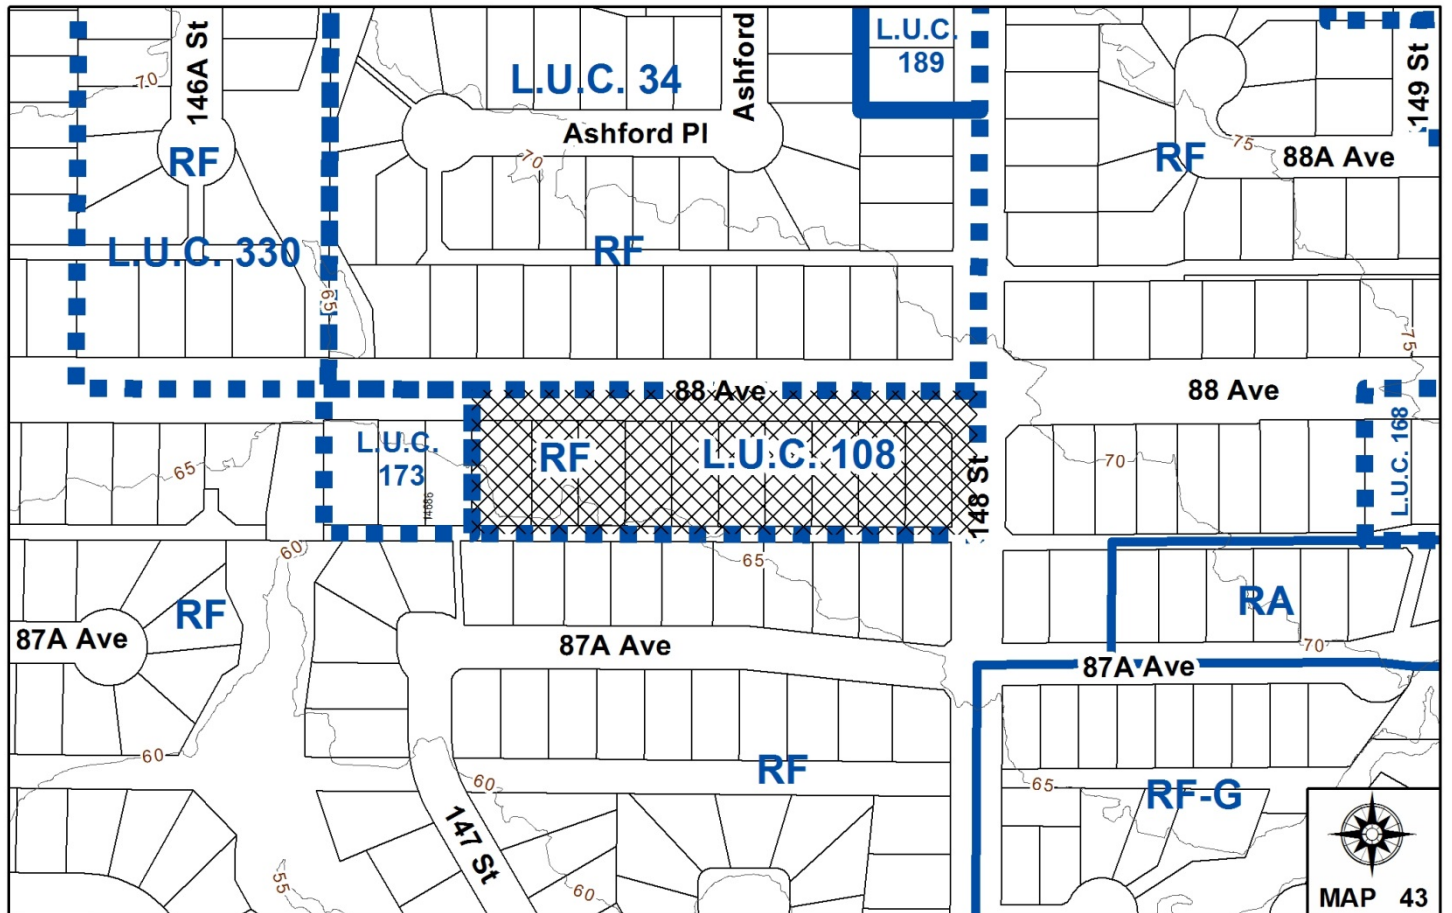 146A St
Ashford
L.U.C.
189
149 St
70
L.U.C. 34
Ashford Pl
75
88A Ave
RF
70
RF
L.U.C. 330
RF
65
75
88 Ave
88 Ave
L.U.C.
173
14686
RF
L.U.C. 108
148 St
L.U.C. 168
65
70
60
65
RA
RF
87A Ave
87A Ave
70
87A Ave
60
RF
60
65
RF-G
147 St
55
60
MAP 43